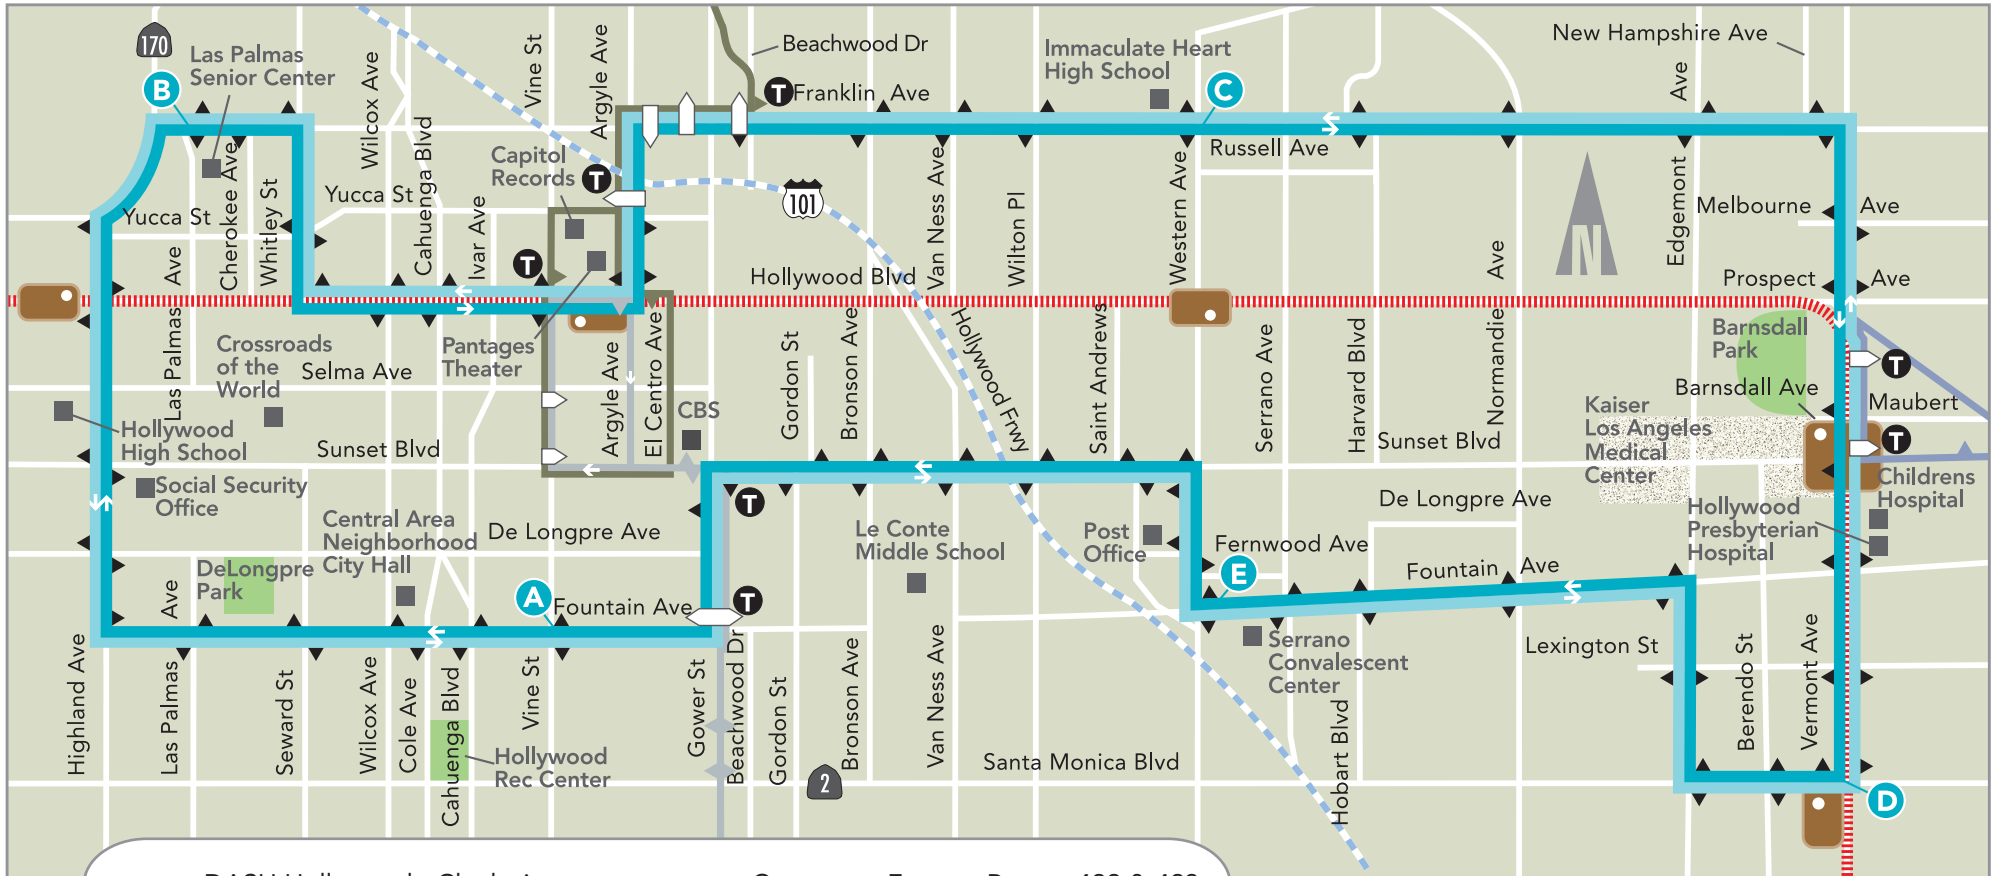 170
Las Palmas
Senior Center
B
Wilcox Ave
Cahuenga Blvd
Vine St
Argyle Ave
Beachwood Dr
T
Franklin Ave
Immaculate Heart
High School
C
New Hampshire Ave
Ave
Edgemont
Russell Ave
Capitol
Records
T
101
Yucca St
Yucca St
Cherokee Ave
Whitley St
Ivar Ave
T
Van Ness Ave
Wilton Pl
Western Ave
N
Melbourne Ave
Hollywood Blvd
Prospect Ave
Las Palmas Ave
Crossroads
of the
World
Selma Ave
Pantages
Theater
Argyle Ave
El Centro Ave
CBS
Gordon St
Bronson Ave
Hollywood Frwy
Saint Andrews
Serrano Ave
Harvard Blvd
Normandie Ave
Barnsdall
Park
Barnsdall Ave
T
Maubert
Hollywood
High School
Sunset Blvd
Sunset Blvd
Kaiser
Los Angeles
Medical
Center
T
Childrens
Hospital
Social Security
Office
Central Area
Neighborhood
City Hall
De Longpre Ave
T
Le Conte
Middle School
Post
Office
De Longpre Ave
Hollywood
Presbyterian
Hospital
Fernwood Ave
DeLongpre
Park
A
Fountain Ave
T
E
Fountain Ave
Serrano
Convalescent
Center
Lexington St
Highland Ave
Las Palmas Ave
Seward St
Wilcox Ave
Cole Ave
Cahuenga Blvd
Vine St
Hollywood
Rec Center
Gower St
Beachwood Dr
Gordon St
Bronson Ave
Van Ness Ave
2
Santa Monica Blvd
Hobart Blvd
Berendo St
Vermont Ave
D